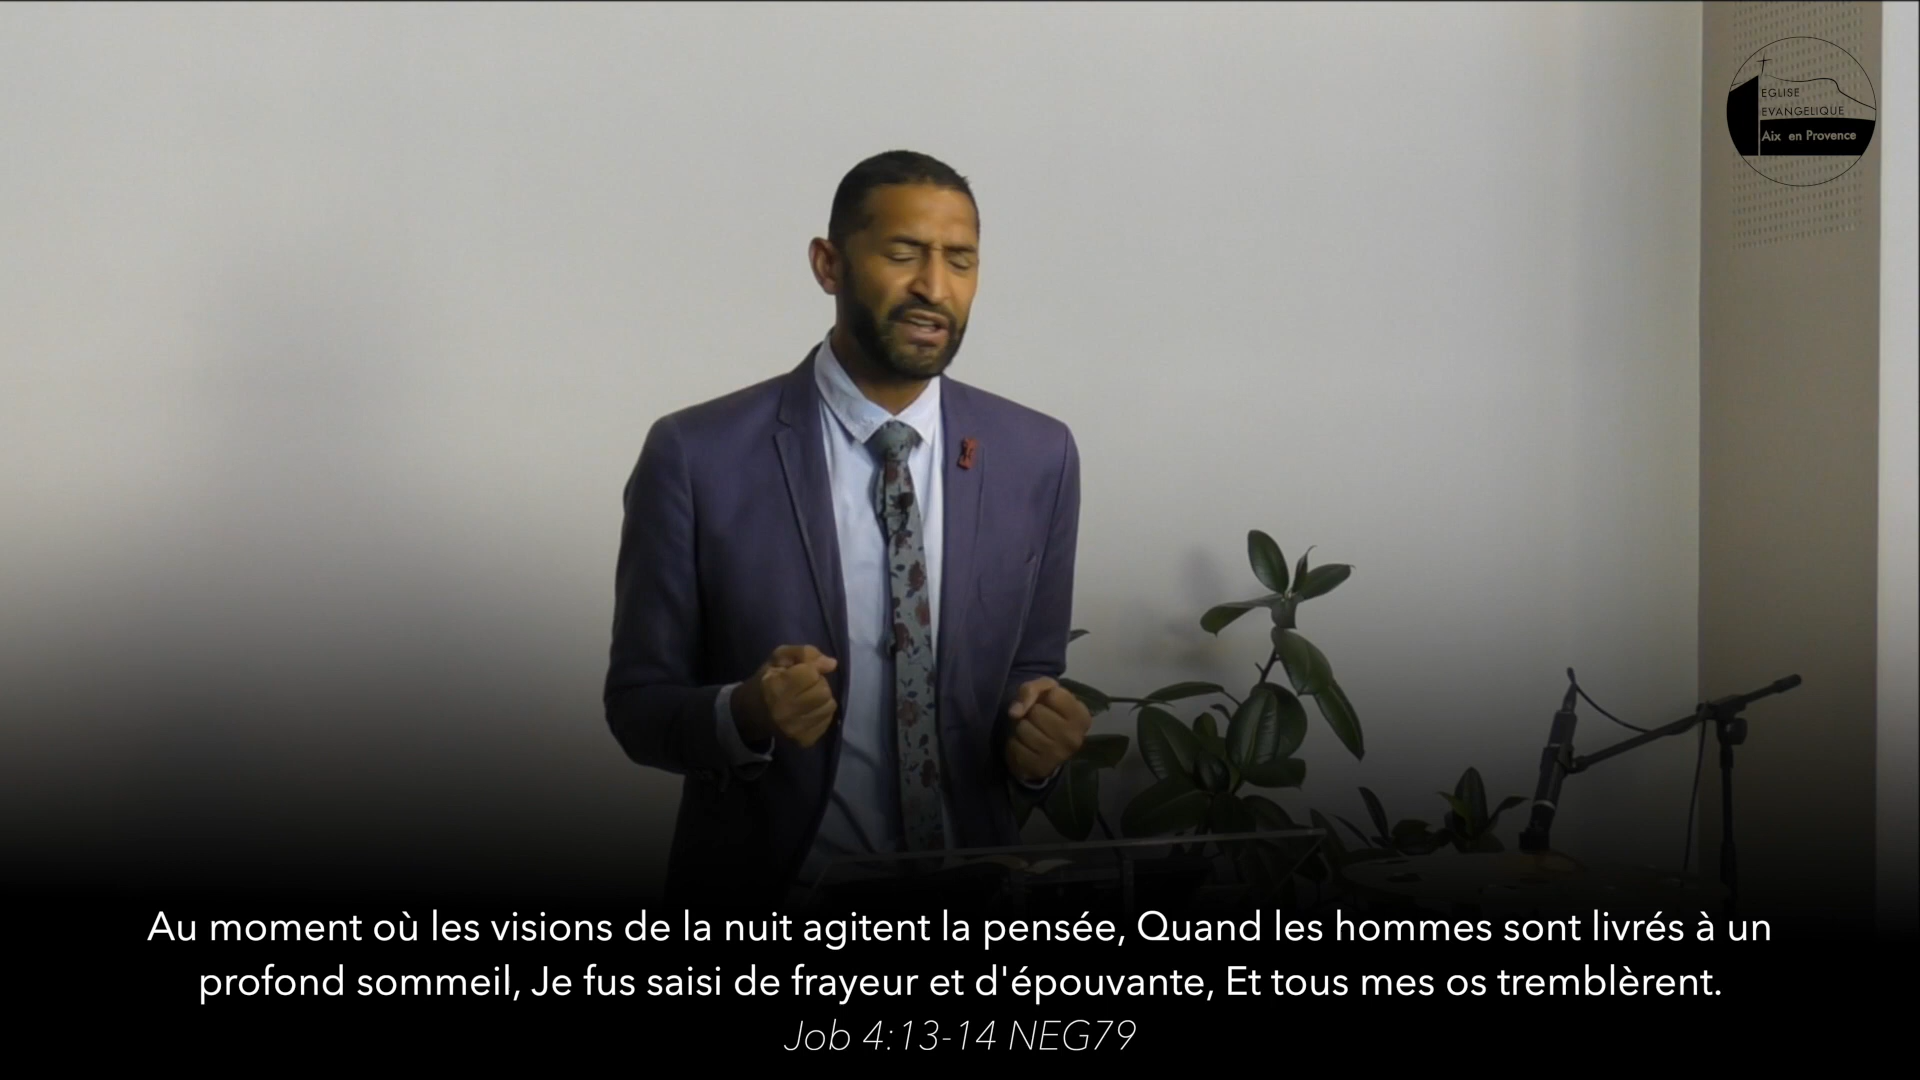 EGLISE
EVANGELIQUE
Aix en Provence
Au moment où les visions de la nuit agitent la pensée, Quand les hommes sont livrés à un
profond sommeil, Je fus saisi de frayeur et d'épouvante, Et tous mes os tremblèrent.
Job 4:13-14 NEG79